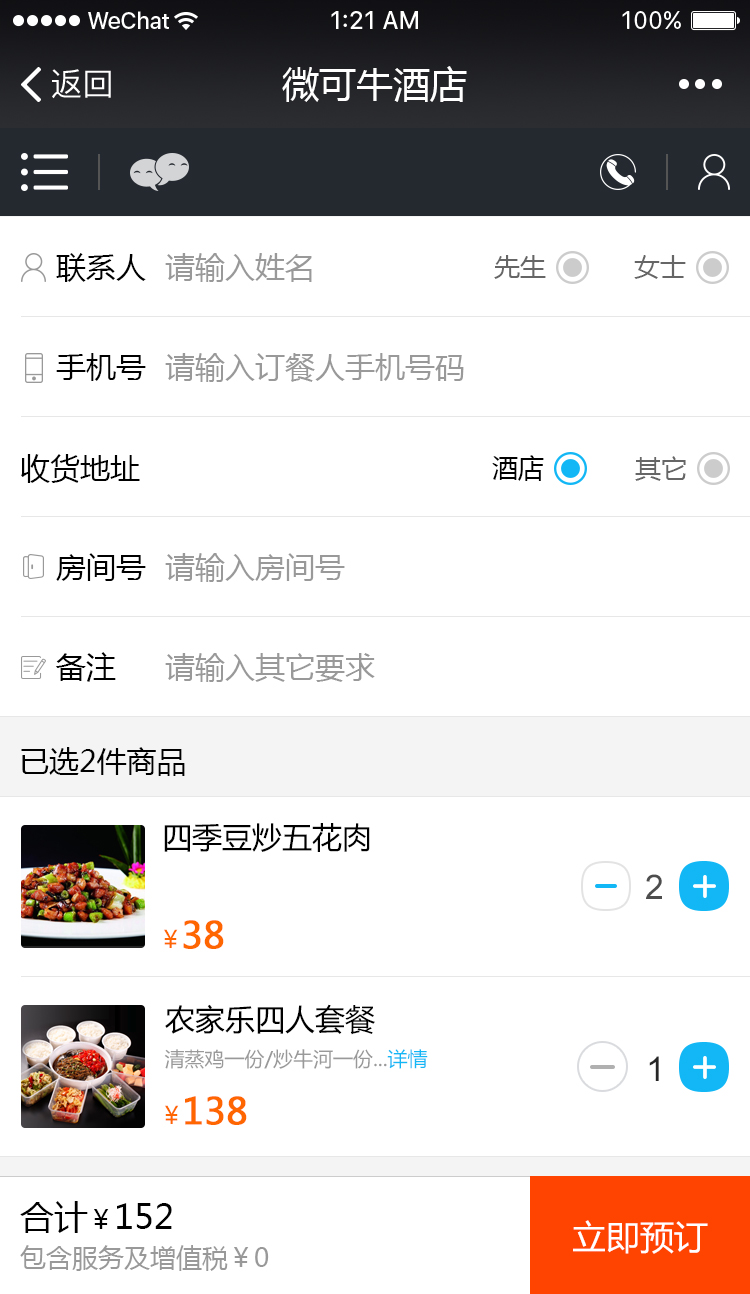 WeChat 1:21 AM 100%
返回 微可牛酒店
联系人 请输入姓名 先生 女士
手机号 请输入订餐人手机号码
收货地址 酒店 其它
房间号 请输入房间号
备注 请输入其它要求
已选2件商品
四季豆炒五花肉
2
¥38
农家乐四人套餐
清蒸鸡一份/炒牛河一份...详情
1
¥138
合计¥152
包含服务及增值税¥0
立即预订